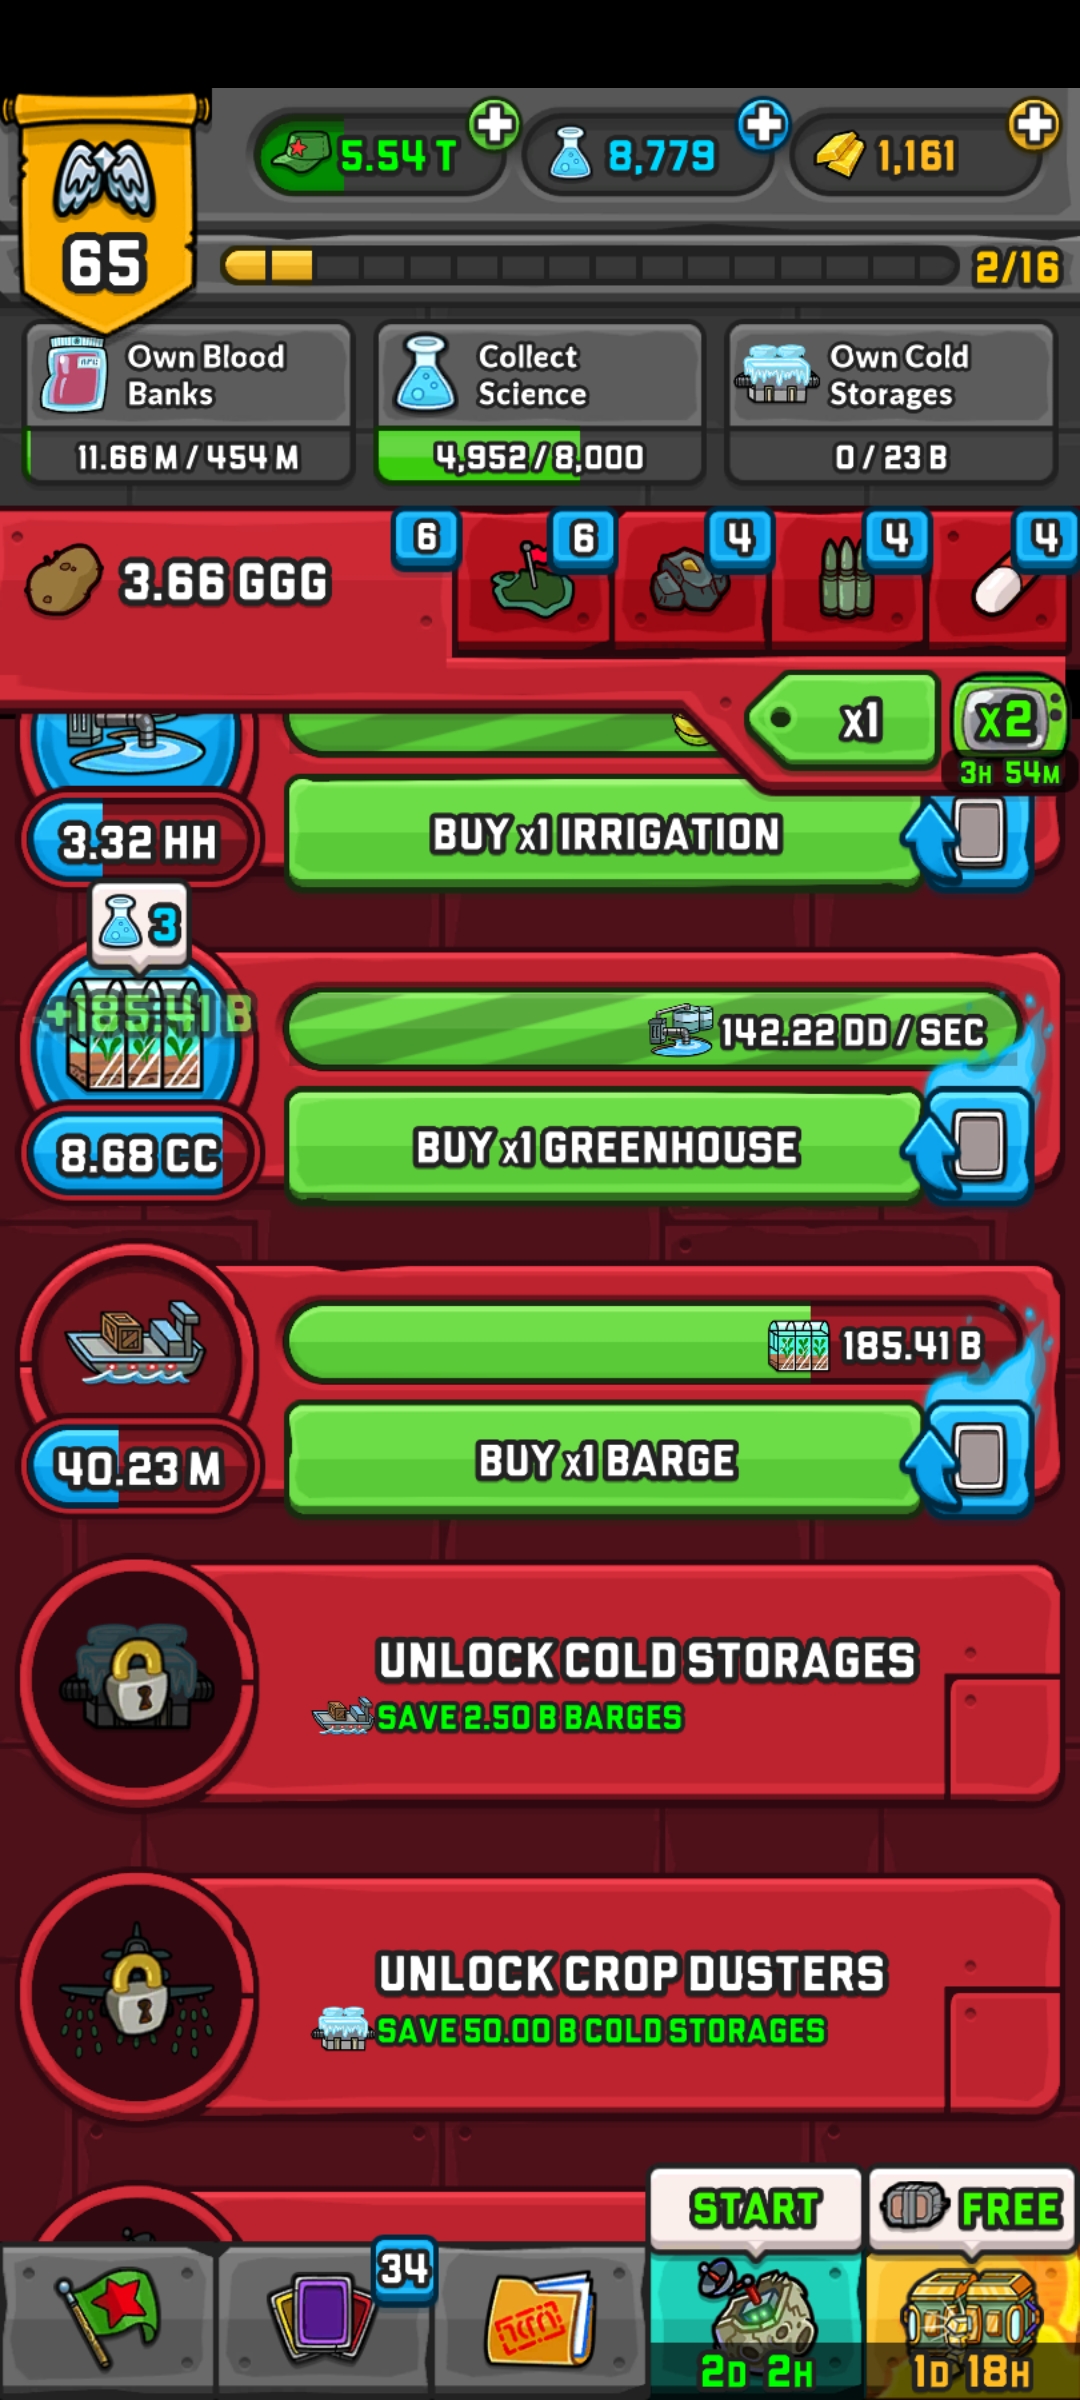 5.54 T
8,779
1,161
65
2/16
Own Blood
Banks
11.66 M / 454 M
Collect
Science
4,952/8,000
Own Cold
Storages
0 / 23 B
3.66 GGG
6
6
4
4
4
x1
x2
3H 54M
3.32 HH
BUY x1 IRRIGATION
3
+185.41 B
142.22 DD / SEC
8.68 CC
BUY x1 GREENHOUSE
185.41 B
40.23 M
BUY x1 BARGE
UNLOCK COLD STORAGES
SAVE 2.50 B BARGES
UNLOCK CROP DUSTERS
SAVE 50.00 B COLD STORAGES
START
FREE
34
2D 2H
1D 18H